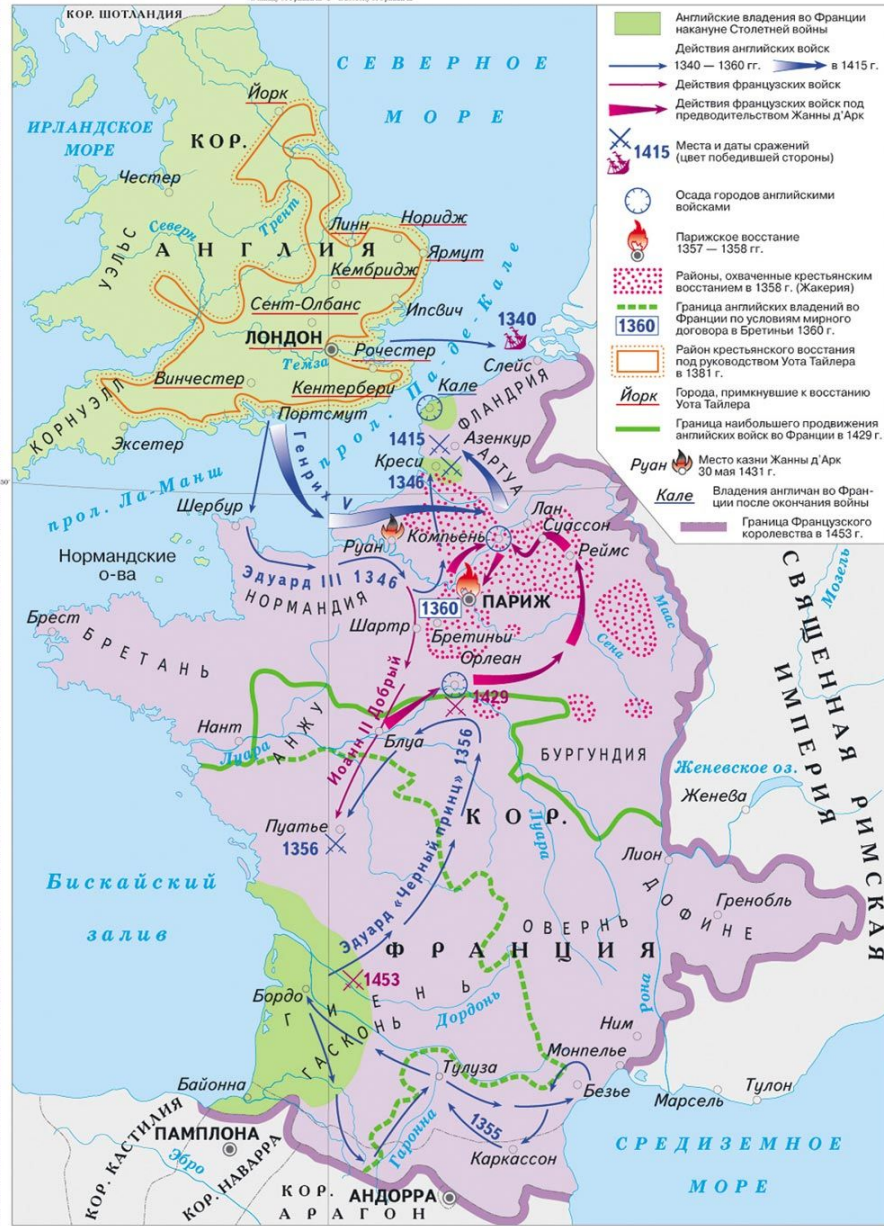 КОР. ШОТЛАНДИЯ
СЕВЕРНОЕ
МОРЕ
ИРЛАНДСКОЕ
МОРЕ
Йорк
КОР.
АНГЛИЯ
Честер
Северн
Трент
УЭЛЬС
Линн
Норидж
Ярмут
Кембридж
Сент-Олбанс
Ипсвич
ЛОНДОН
Темза
Рочестер
1340
Слейс
Винчестер
Кентербери
прол. Па-де-Кале
Кале
ФЛАНДРИЯ
КОРНУЭЛЛ
Портсмут
Эксетер
1415
Азенкур
АРТУА
Креси
1346
Генрих V
50°
прол. Ла-Манш
Шербур
Нормандские
о-ва
Руан
Компьень
Лан
Суассон
Реймс
Эдуард III 1346
НОРМАНДИЯ
1360
ПАРИЖ
Маас
Мозель
Брест
БРЕТАНЬ
Шартр
Бретиньи
Сена
Орлеан
1429
Иоанн II Добрый
Нант
АНЖУ
Луара
Блуа
БУРГУНДИЯ
Женевское оз.
Женева
СВЯЩЕННАЯ РИМСКАЯ
ИМПЕРИЯ
Пуатье
1356
Эдуард «Черный принц» 1356
КОР.
Луара
Лион
ДОФИНЕ
Гренобль
Бискайский
залив
ОВЕРНЬ
ФРАНЦИЯ
1453
Бордо
ГИЕНЬ
Дордонь
Рона
ГАСКОНЬ
Ним
Монпелье
Тулуза
Безье
Марсель
Тулон
Байонна
1355
Гаронна
Каркассон
ПАМПЛОНА
КОР. КАСТИЛИЯ
Эбро
КОР. НАВАРРА
КОР.
АРАГОН
АНДОРРА
СРЕДИЗЕМНОЕ
МОРЕ
Английские владения во Франции
накануне Столетней войны
Действия английских войск
1340 — 1360 гг.
в 1415 г.
Действия французских войск
Действия французских войск под
предводительством Жанны д'Арк
1415
Места и даты сражений
(цвет победившей стороны)
Осада городов английскими
войсками
Парижское восстание
1357 — 1358 гг.
Районы, охваченные крестьянским
восстанием в 1358 г. (Жакерия)
Граница английских владений во
Франции по условиям мирного
1360
договора в Бретиньи 1360 г.
Район крестьянского восстания
под руководством Уота Тайлера
в 1381 г.
Йорк
Города, примкнувшие к восстанию
Уота Тайлера
Граница наибольшего продвижения
английских войск во Франции в 1429 г.
Руан
Место казни Жанны д'Арк
30 мая 1431 г.
Кале
Владения англичан во Фран-
ции после окончания войны
Граница Французского
королевства в 1453 г.